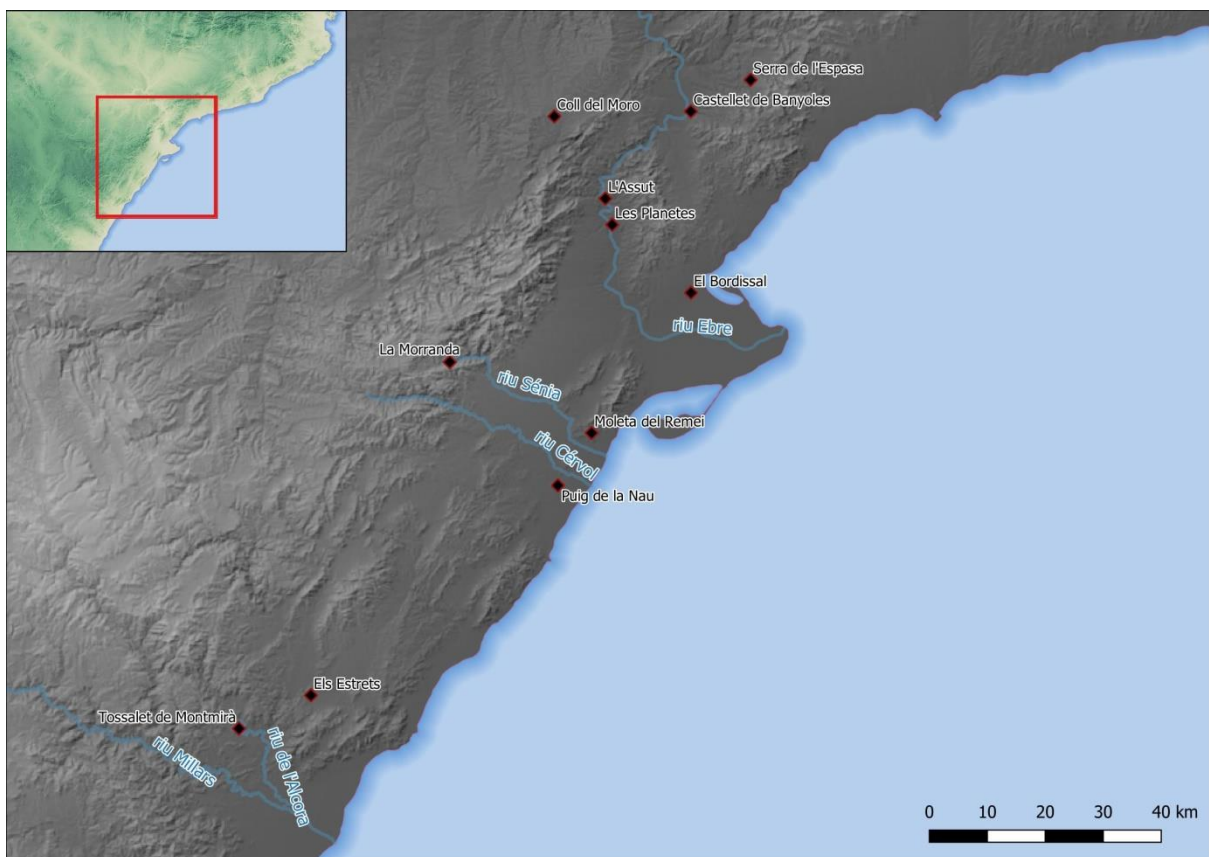 Serra de l'Espasa
Coll del Moro
Castellet de Banyoles
L'Assut
Les Planetes
El Bordissal
riu Ebre
La Morranda
riu Sénia
Moleta del Remei
riu Cérvol
Puig de la Nau
Els Estrets
Tossalet de Montmirà
riu Millars
riu de l'Alcora
0 10 20 30 40 km